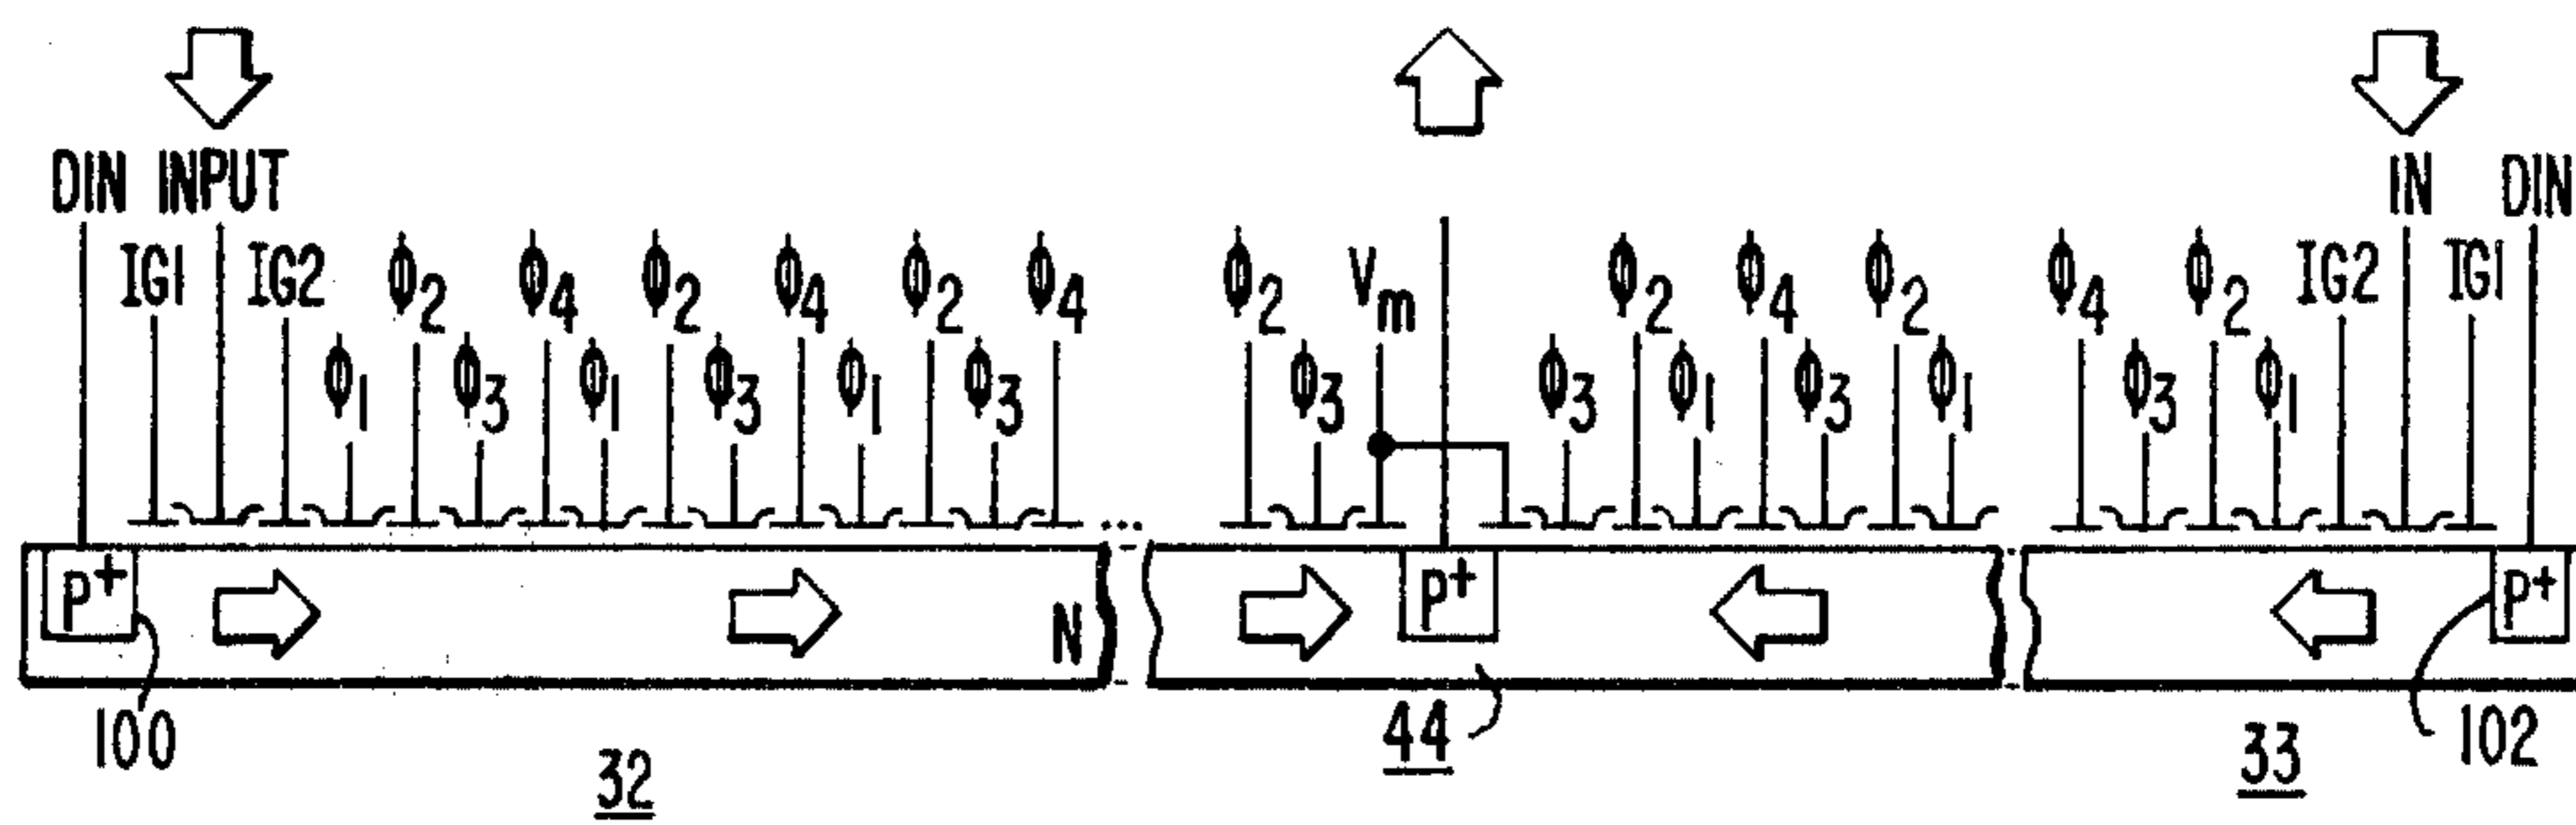 DIN INPUT IN DIN
IG1 IG2 ϕ2 ϕ4 ϕ2 ϕ4 ϕ2 ϕ4 ϕ2 Vm ϕ2 ϕ4 ϕ2 ϕ4 ϕ2 IG2 IG1
ϕ1 ϕ3 ϕ1 ϕ3 ϕ1 ϕ3 ϕ3 ϕ3 ϕ1 ϕ3 ϕ1 ϕ3 ϕ1
P+ N P+ P+
100 32 44 33 102